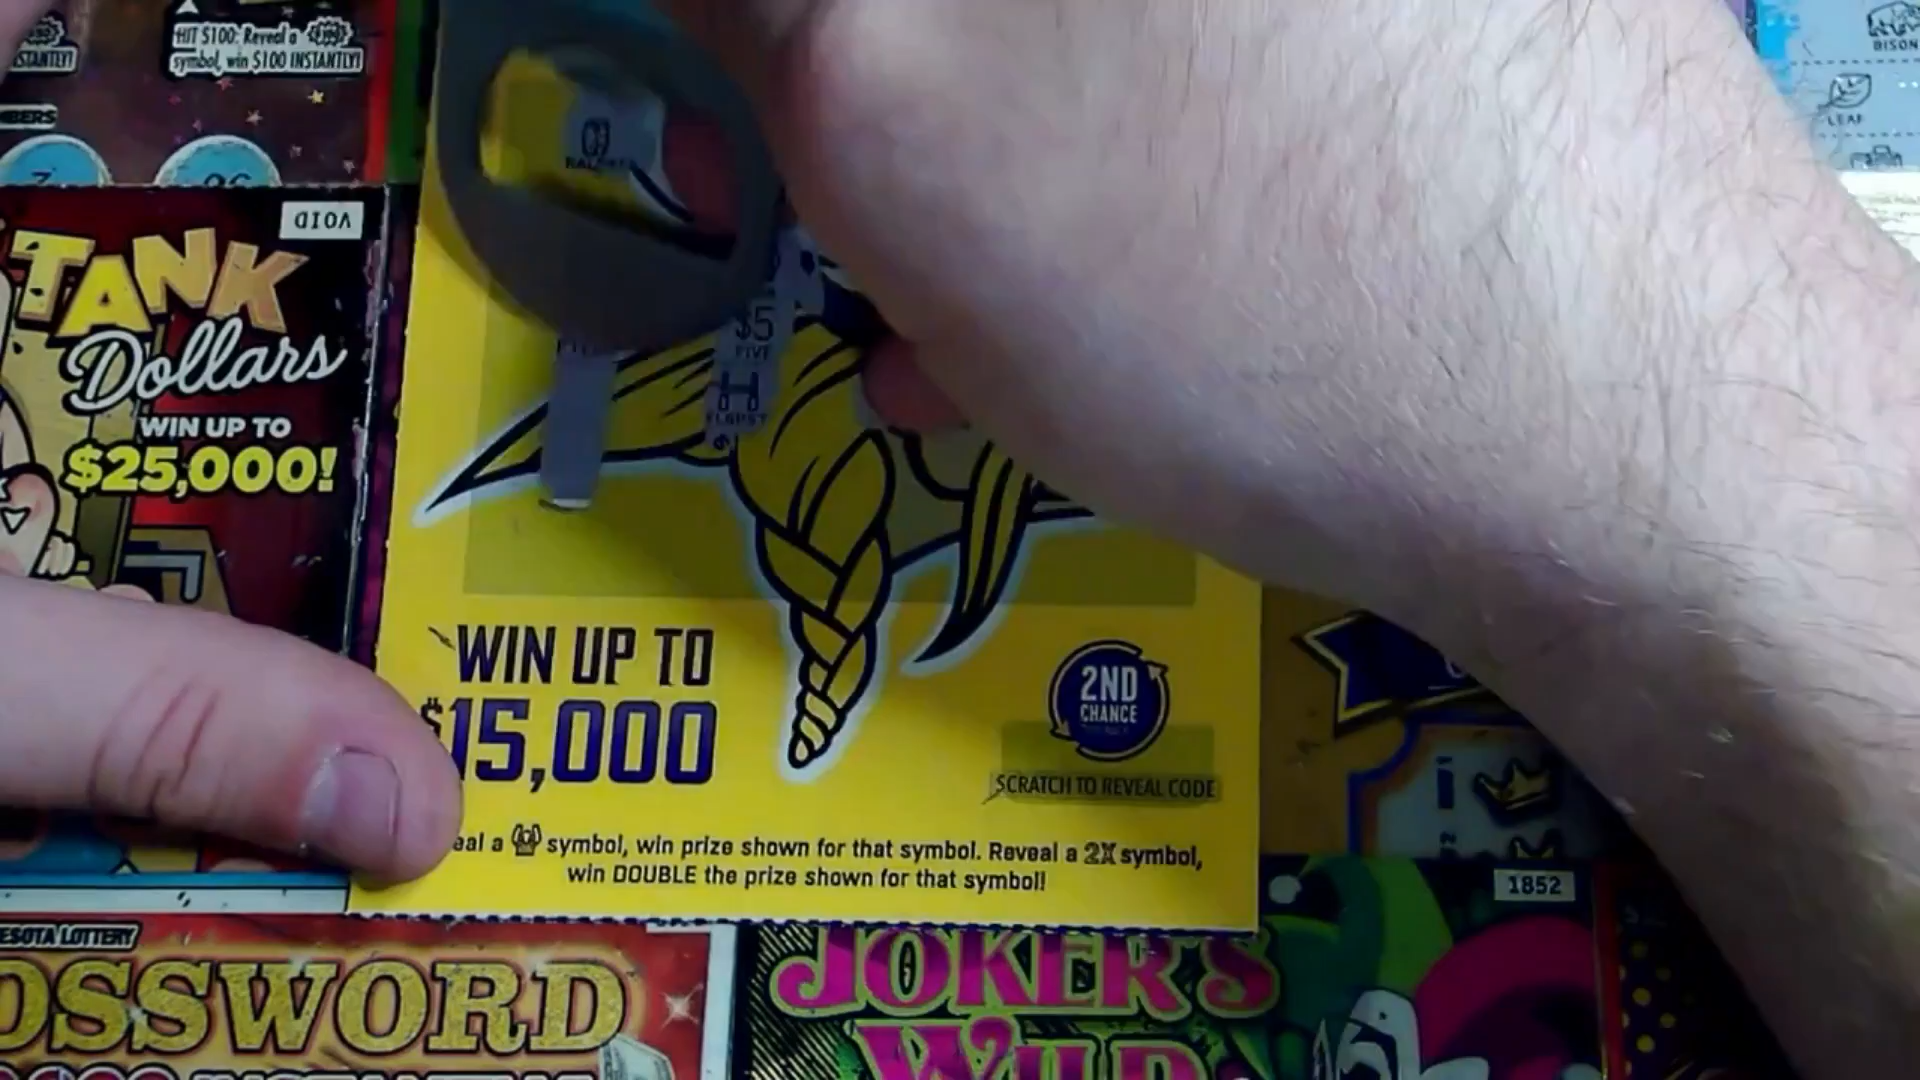 HIT $100: Reveal a
symbol, win $100 INSTANTLY!
BISON
LEAF
VOID
TANK
Dollars
WIN UP TO
$25,000!
$5
FIVE
WIN UP TO
$15,000
2ND
CHANCE
SCRATCH TO REVEAL CODE
eal a symbol, win prize shown for that symbol. Reveal a 2X symbol,
win DOUBLE the prize shown for that symbol!
1852
ESOTA LOTTERY
OSSWORD
JOKER'S
WILD